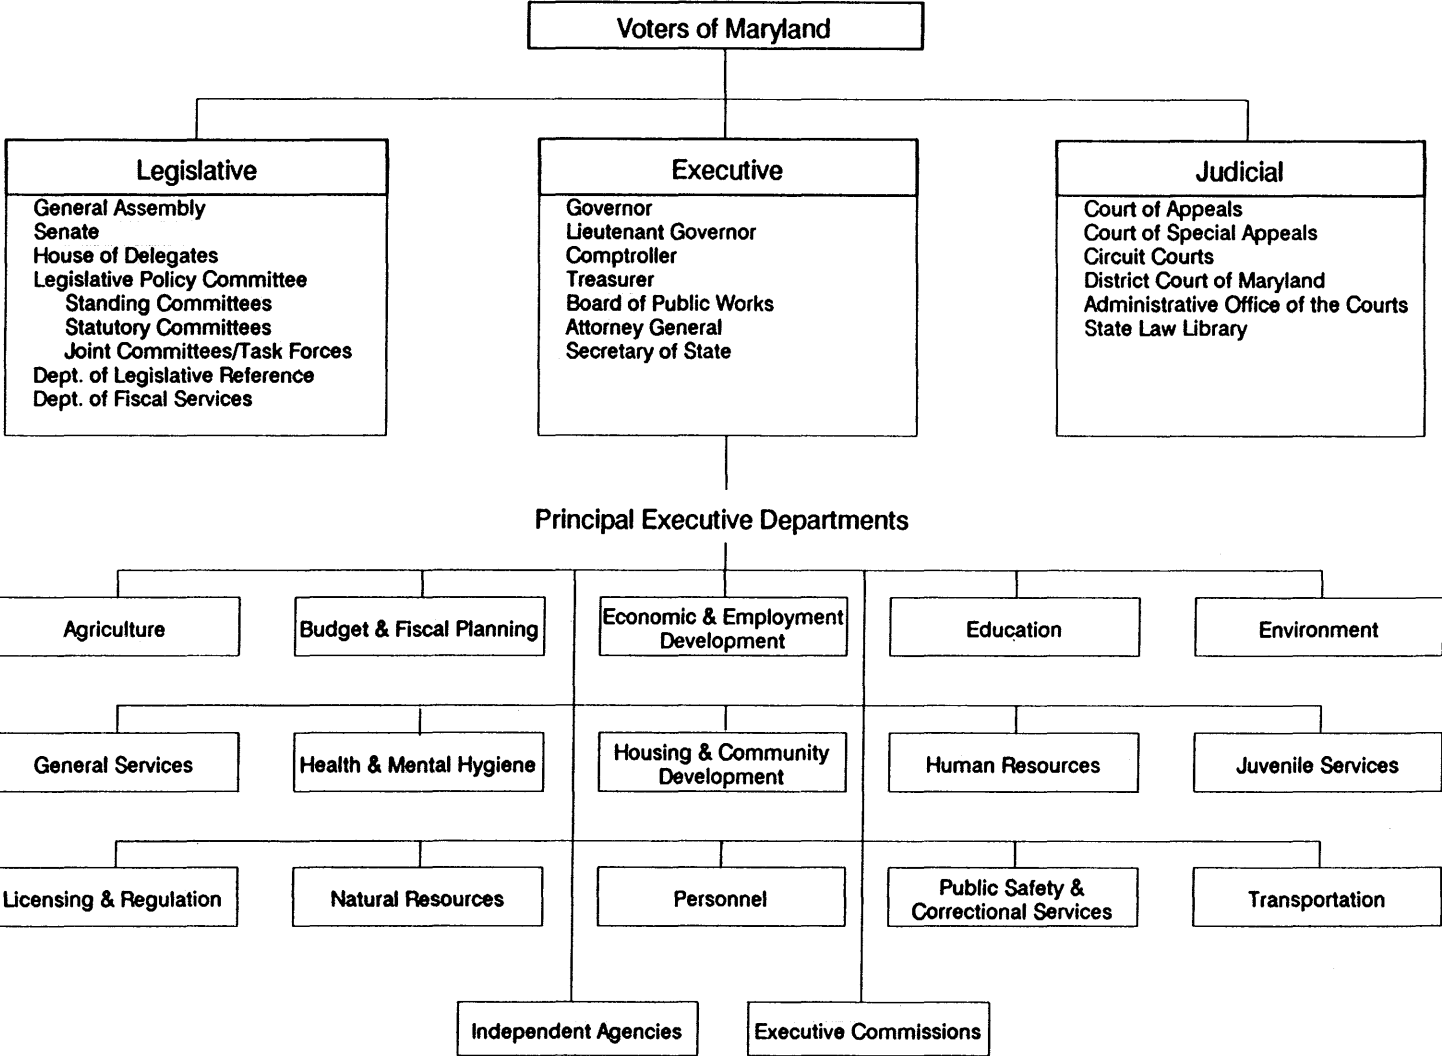 Voters of Maryland
Legislative
General Assembly
Senate
House of Delegates
Legislative Policy Committee
Standing Committees
Statutory Committees
Joint Committees/Task Forces
Dept. of Legislative Reference
Dept. of Fiscal Services
Executive
Governor
Lieutenant Governor
Comptroller
Treasurer
Board of Public Works
Attorney General
Secretary of State
Judicial
Court of Appeals
Court of Special Appeals
Circuit Courts
District Court of Maryland
Administrative Office of the Courts
State Law Library
Principal Executive Departments
Agriculture
Budget & Fiscal Planning
Economic & Employment
Development
Education
Environment
General Services
Health & Mental Hygiene
Housing & Community
Development
Human Resources
Juvenile Services
Licensing & Regulation
Natural Resources
Personnel
Public Safety &
Correctional Services
Transportation
Independent Agencies
Executive Commissions